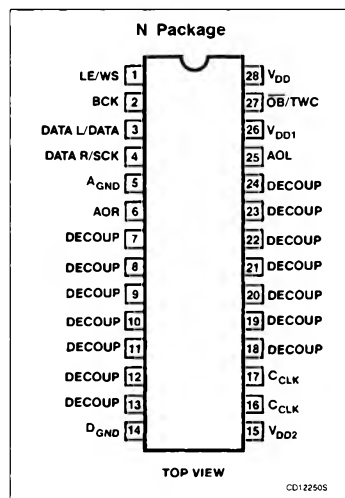 N Package
LE/WS 1 28 VDD
BCK 2 27 OB/TWC
DATA L/DATA 3 26 VDD1
DATA R/SCK 4 25 AOL
AGND 5 24 DECOUP
AOR 6 23 DECOUP
DECOUP 7 22 DECOUP
DECOUP 8 21 DECOUP
DECOUP 9 20 DECOUP
DECOUP 10 19 DECOUP
DECOUP 11 18 DECOUP
DECOUP 12 17 CCLK
DECOUP 13 16 CCLK
DGND 14 15 VDD2
TOP VIEW
CD12250S